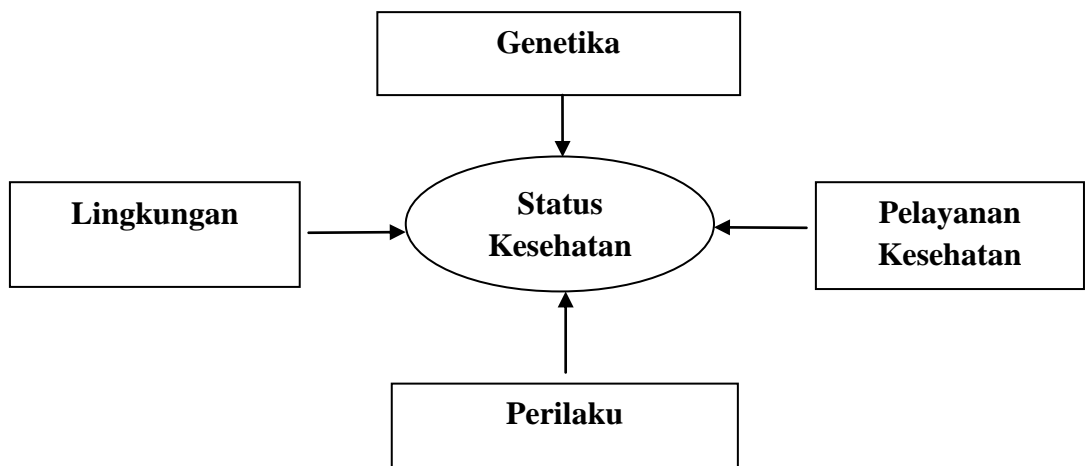 Genetika
Lingkungan
Status
Kesehatan
Pelayanan
Kesehatan
Perilaku